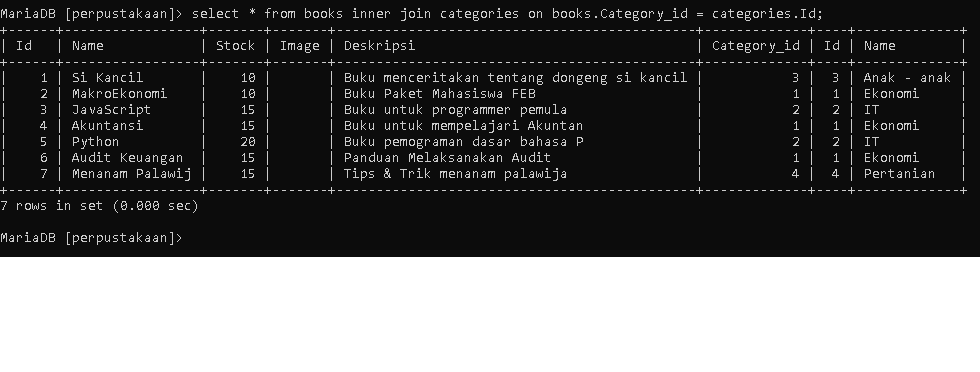 MariaDB [perpustakaan]> select * from books inner join categories on books.Category_id = categories.Id;
+------+-----------------+-------+-------+---------------------------------------------+-------------+----+-------------+
| Id   | Name            | Stock | Image | Deskripsi                                   | Category_id | Id | Name        |
+------+-----------------+-------+-------+---------------------------------------------+-------------+----+-------------+
|    1 | Si Kancil       |    10 |       | Buku menceritakan tentang dongeng si kancil |           3 |  3 | Anak - anak |
|    2 | MakroEkonomi    |    10 |       | Buku Paket Mahasiswa FEB                    |           1 |  1 | Ekonomi     |
|    3 | JavaScript      |    15 |       | Buku untuk programmer pemula                |           2 |  2 | IT          |
|    4 | Akuntansi       |    15 |       | Buku untuk mempelajari Akuntan              |           1 |  1 | Ekonomi     |
|    5 | Python          |    20 |       | Buku pemograman dasar bahasa P              |           2 |  2 | IT          |
|    6 | Audit Keuangan  |    15 |       | Panduan Melaksanakan Audit                  |           1 |  1 | Ekonomi     |
|    7 | Menanam Palawij |    15 |       | Tips & Trik menanam palawija                |           4 |  4 | Pertanian   |
+------+-----------------+-------+-------+---------------------------------------------+-------------+----+-------------+
7 rows in set (0.000 sec)
MariaDB [perpustakaan]>